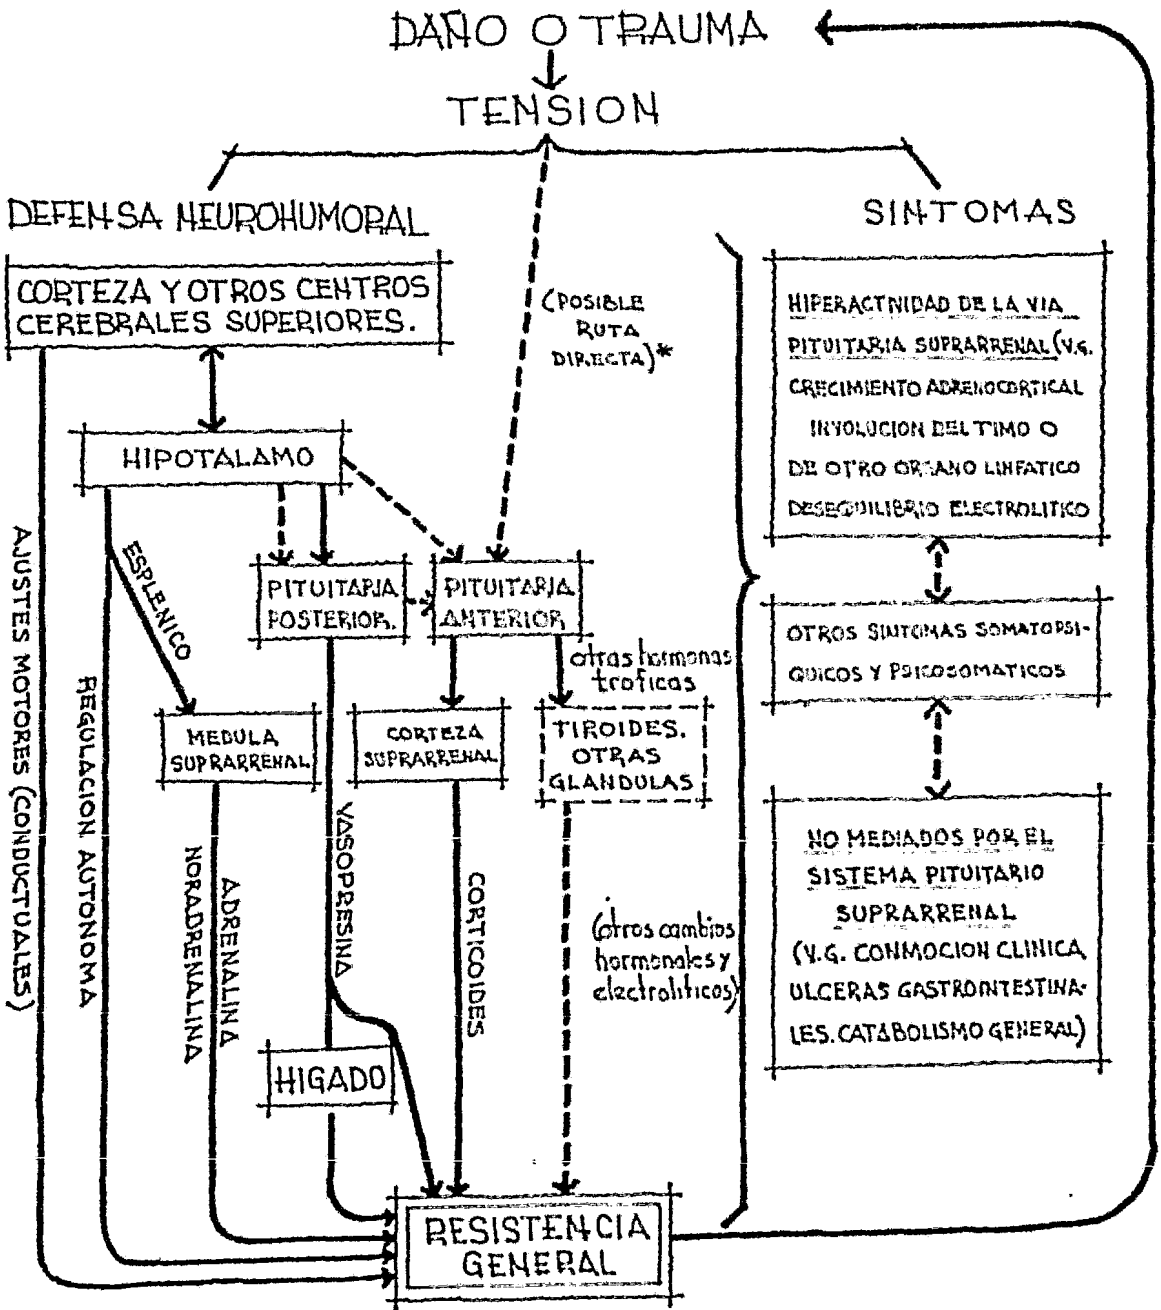 DAÑO O TRAUMA
TENSION
DEFENSA NEUROHUMORAL
CORTEZA Y OTROS CENTROS
CEREBRALES SUPERIORES.
(POSIBLE
RUTA
DIRECTA)*
HIPOTALAMO
ESPLENICO
AJUSTES MOTORES (CONDUCTUALES)
REGULACION AUTONOMA
PITUITARIA
POSTERIOR.
PITUITARIA
ANTERIOR
otras hormonas
troficas
MEDULA
SUPRARRENAL
CORTEZA
SUPRARRENAL
TIROIDES.
OTRAS
GLANDULAS
NORADRENALINA
ADRENALINA
VASOPRESINA
CORTICOIDES
(otros cambios
hormonales y
electroliticos)
HIGADO
RESISTENCIA
GENERAL
SINTOMAS
HIPERACTNIDAD DE LA VIA
PITUITARIA SUPRARRENAL (V.G.
CRECIMIENTO ADRENOCORTICAL
INVOLUCION DEL TIMO O
DE OTRO ORGANO LINFATICO
DESEQUILIBRIO ELECTROLITICO
OTROS SINTOMAS SOMATOPSI-
QUICOS Y PSICOSOMATICOS
NO MEDIADOS POR EL
SISTEMA PITUITARIO
SUPRARRENAL
(V.G. CONMOCION CLINICA,
ULCERAS GASTROINTESTINA-
LES. CATABOLISMO GENERAL)